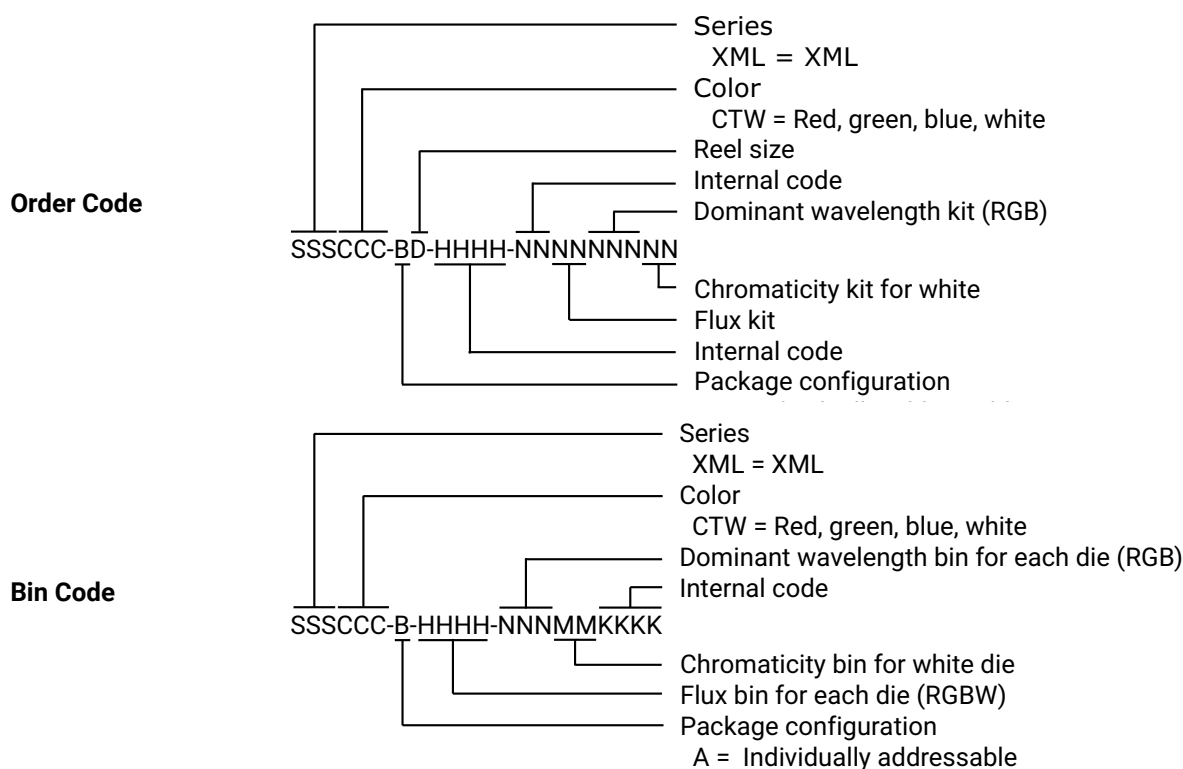 Series
XML = XML
Color
CTW = Red, green, blue, white
Reel size
Internal code
Order Code
Dominant wavelength kit (RGB)
SSSCCC-BD-HHHH-NNNNNNNNN
Chromaticity kit for white
Flux kit
Internal code
Package configuration
Series
XML = XML
Color
CTW = Red, green, blue, white
Dominant wavelength bin for each die (RGB)
Bin Code
Internal code
SSSCCC-B-HHHH-NNNMMKKKK
Chromaticity bin for white die
Flux bin for each die (RGBW)
Package configuration
A = Individually addressable